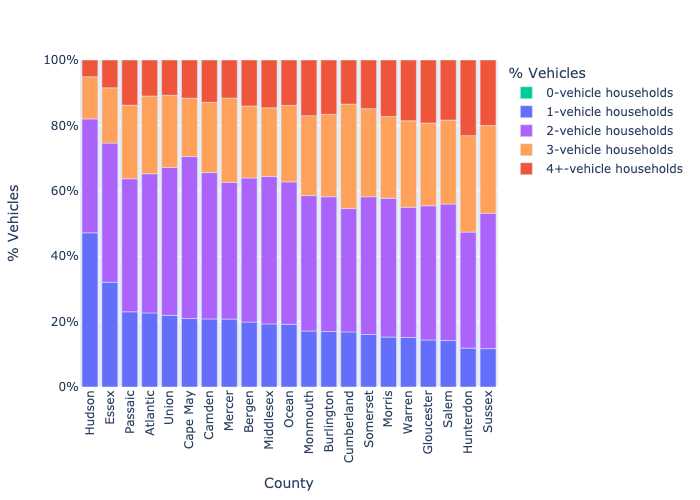 100%
80%
60%
40%
20%
0%
% Vehicles
Hudson
Essex
Passaic
Atlantic
Union
Cape May
Camden
Mercer
Bergen
Middlesex
Ocean
Monmouth
Burlington
Cumberland
Somerset
Morris
Warren
Gloucester
Salem
Hunterdon
Sussex
County
% Vehicles
0-vehicle households
1-vehicle households
2-vehicle households
3-vehicle households
4+-vehicle households